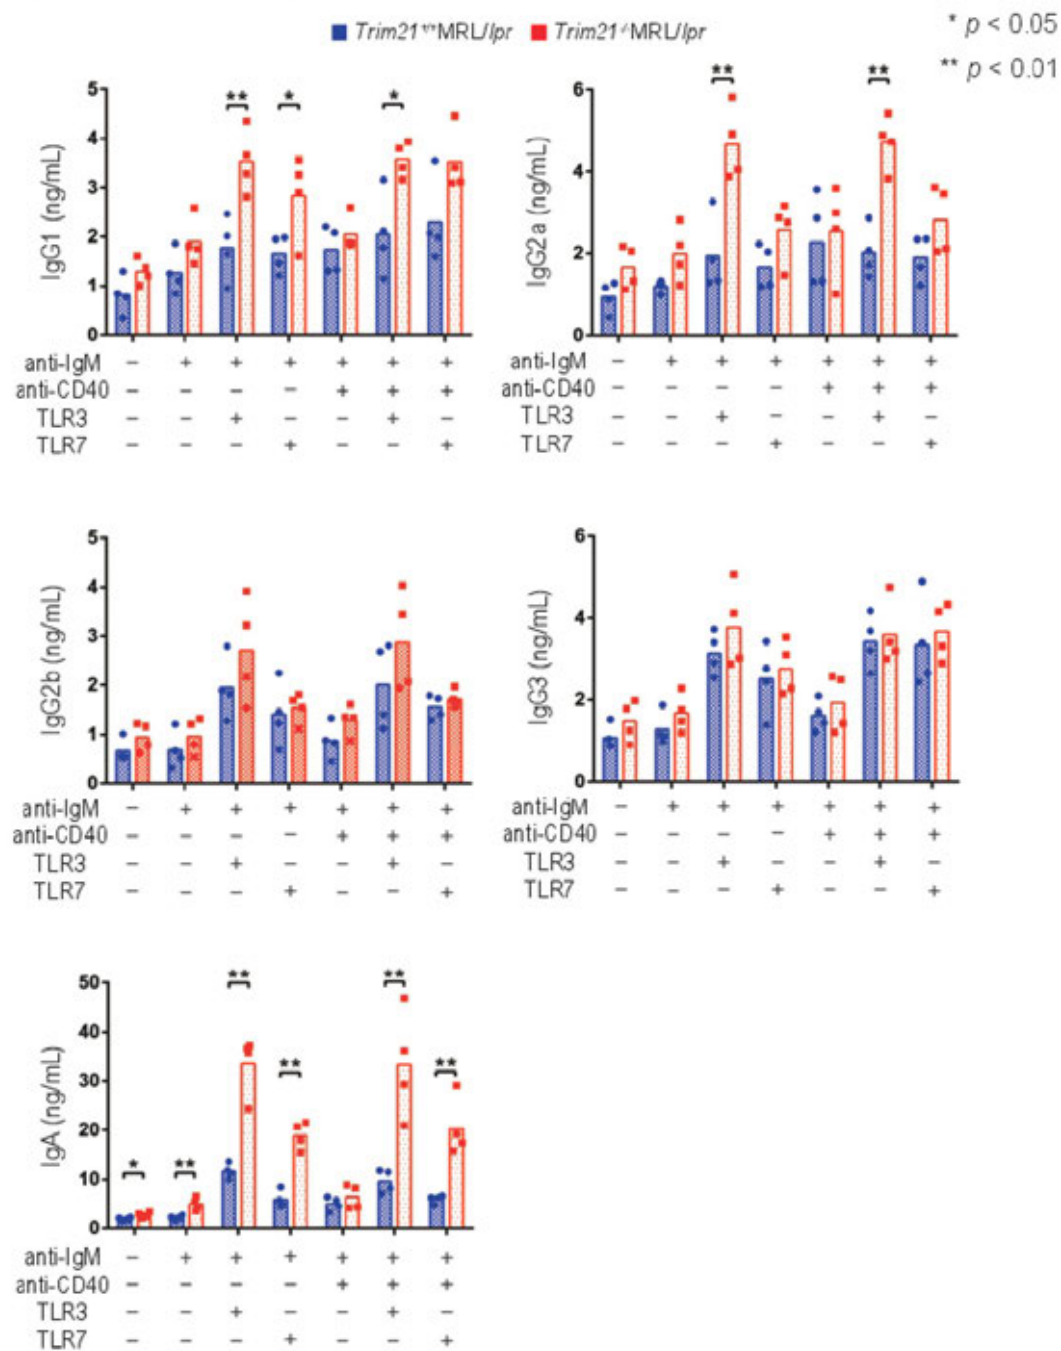 Trim21+/+MRL/lpr Trim21-/-MRL/lpr
* p < 0.05
** p < 0.01
IgG1 (ng/mL)
5
4
3
2
1
0
** * *
anti-IgM − + + + + + +
anti-CD40 − − − − + + +
TLR3 − − + − − + −
TLR7 − − − + − − +
IgG2a (ng/mL)
6
4
2
0
** **
anti-IgM − + + + + + +
anti-CD40 − − − − + + +
TLR3 − − + − − + −
TLR7 − − − + − − +
IgG2b (ng/mL)
5
4
3
2
1
0
anti-IgM − + + + + + +
anti-CD40 − − − − + + +
TLR3 − − + − − + −
TLR7 − − − + − − +
IgG3 (ng/mL)
6
4
2
0
anti-IgM − + + + + + +
anti-CD40 − − − − + + +
TLR3 − − + − − + −
TLR7 − − − + − − +
IgA (ng/mL)
50
40
30
20
10
0
* ** ** ** ** **
anti-IgM − + + + + + +
anti-CD40 − − − − + + +
TLR3 − − + − − + −
TLR7 − − − + − − +